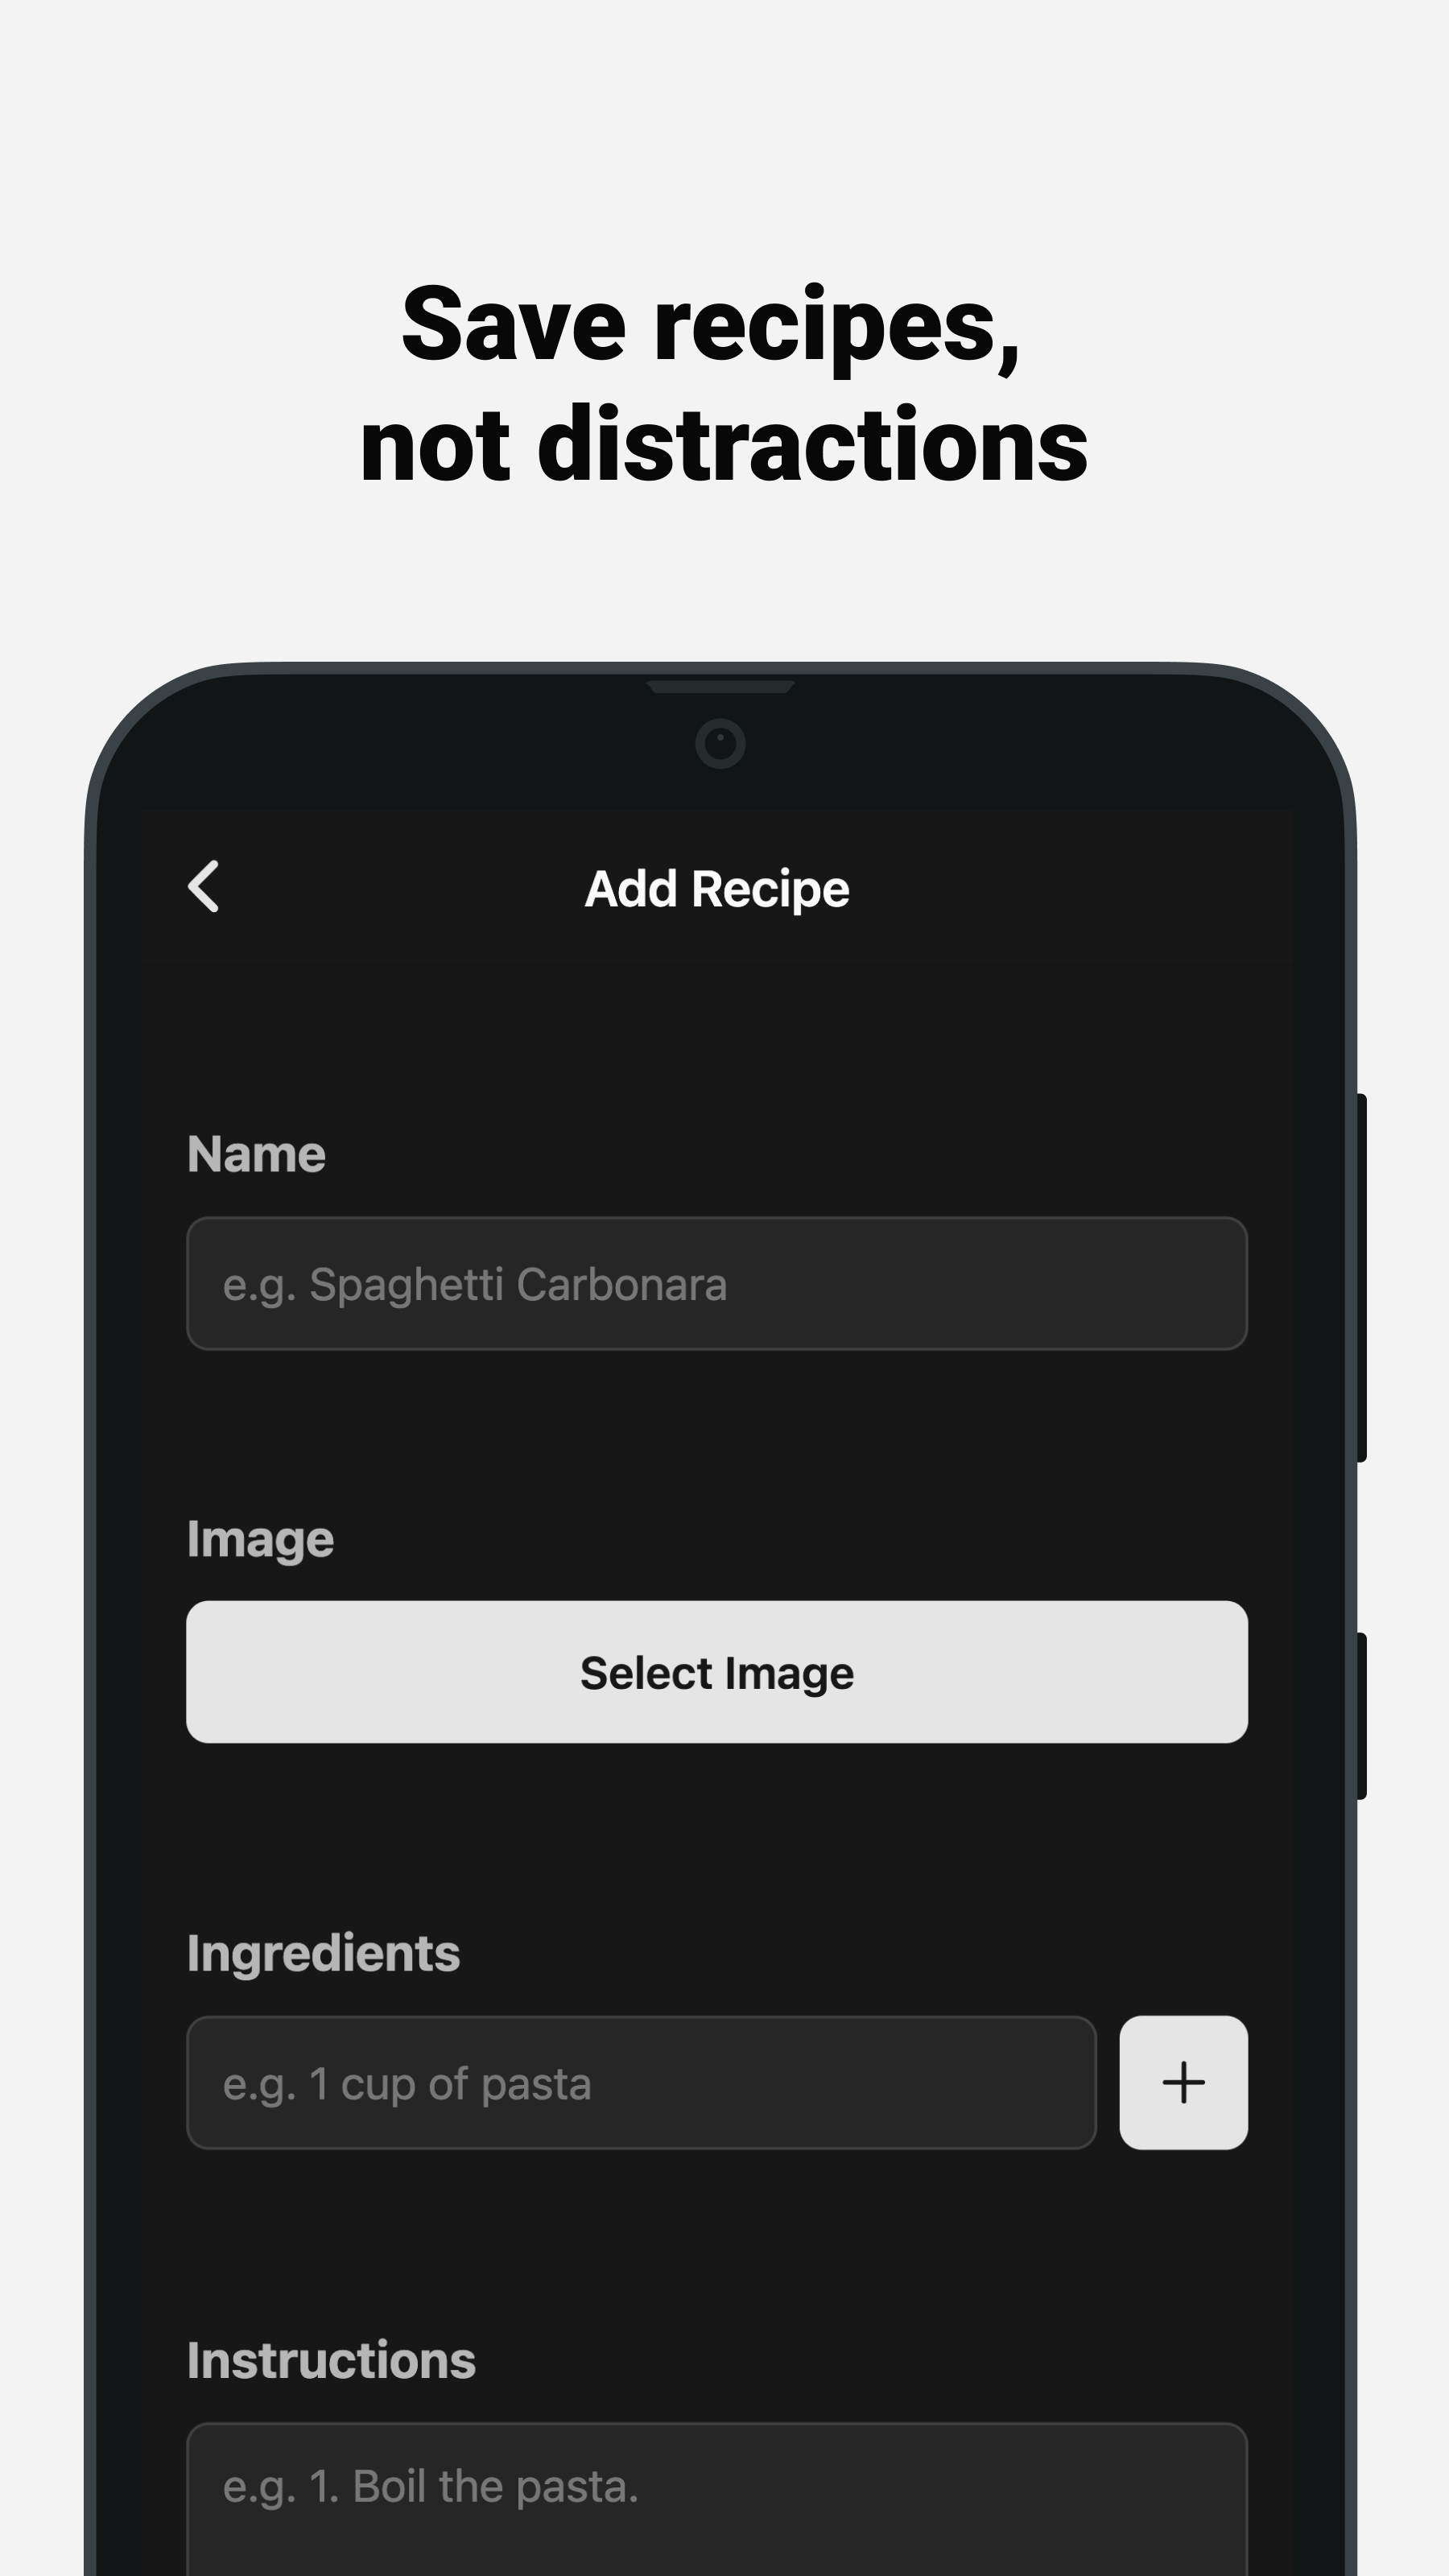 Save recipes,
not distractions
Add Recipe
Name
e.g. Spaghetti Carbonara
Image
Select Image
Ingredients
e.g. 1 cup of pasta
Instructions
e.g. 1. Boil the pasta.